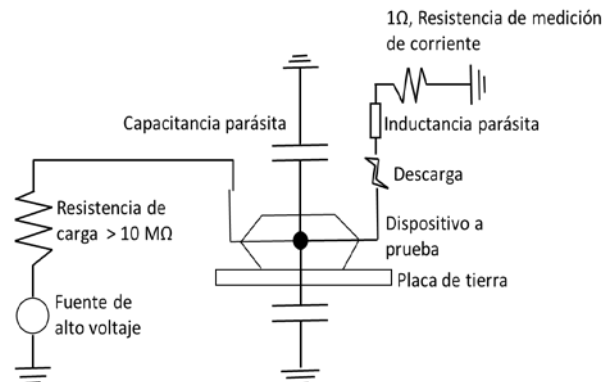 1Ω, Resistencia de medición
de corriente
Capacitancia parásita
Inductancia parásita
Descarga
Resistencia de
carga > 10 MΩ
Dispositivo a
prueba
Placa de tierra
Fuente de
alto voltaje